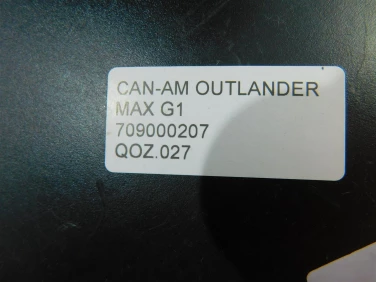 CAN-AM OUTLANDER
MAX G1
709000207
QOZ.027